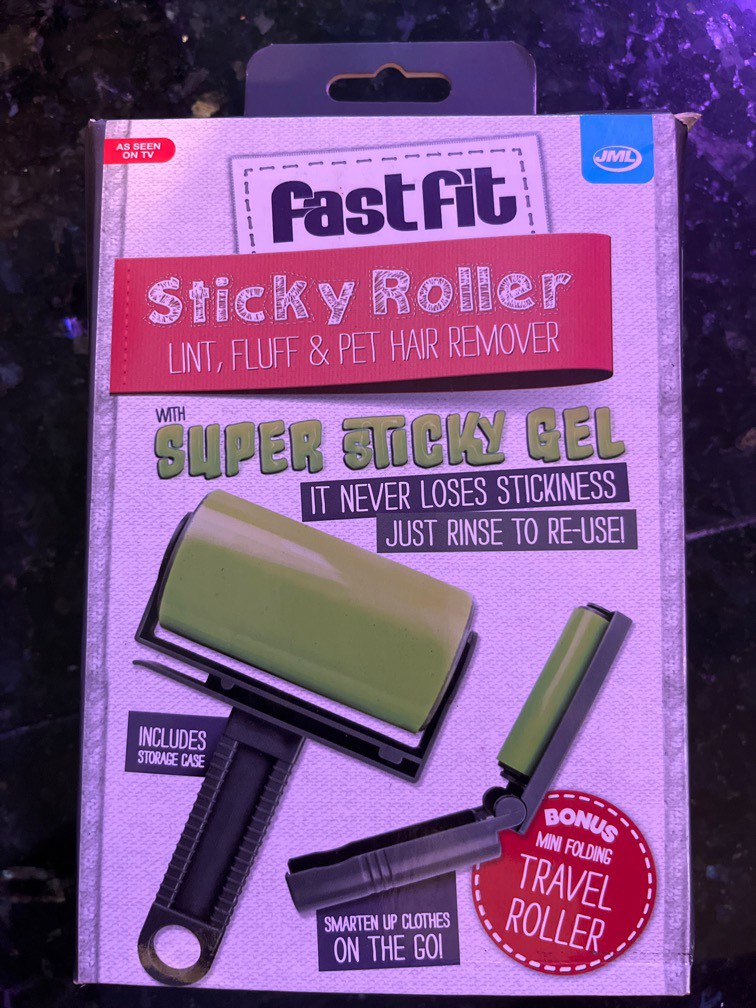 AS SEEN
ON TV
JML
fastfit
Sticky Roller
LINT, FLUFF & PET HAIR REMOVER
WITH
SUPER STICKY GEL
IT NEVER LOSES STICKINESS
JUST RINSE TO RE-USE!
INCLUDES
STORAGE CASE
BONUS
MINI FOLDING
TRAVEL
ROLLER
SMARTEN UP CLOTHES
ON THE GO!